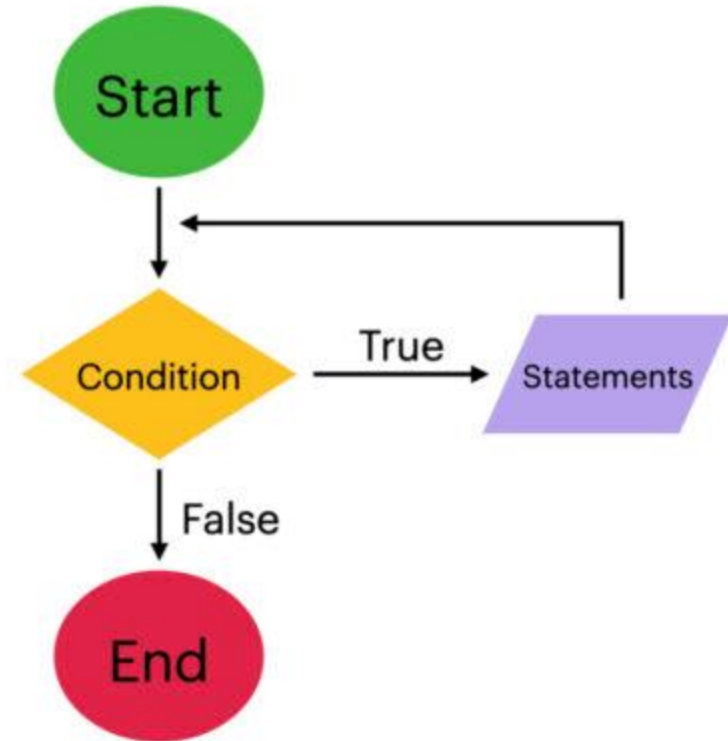 Start
Condition
True
Statements
False
End